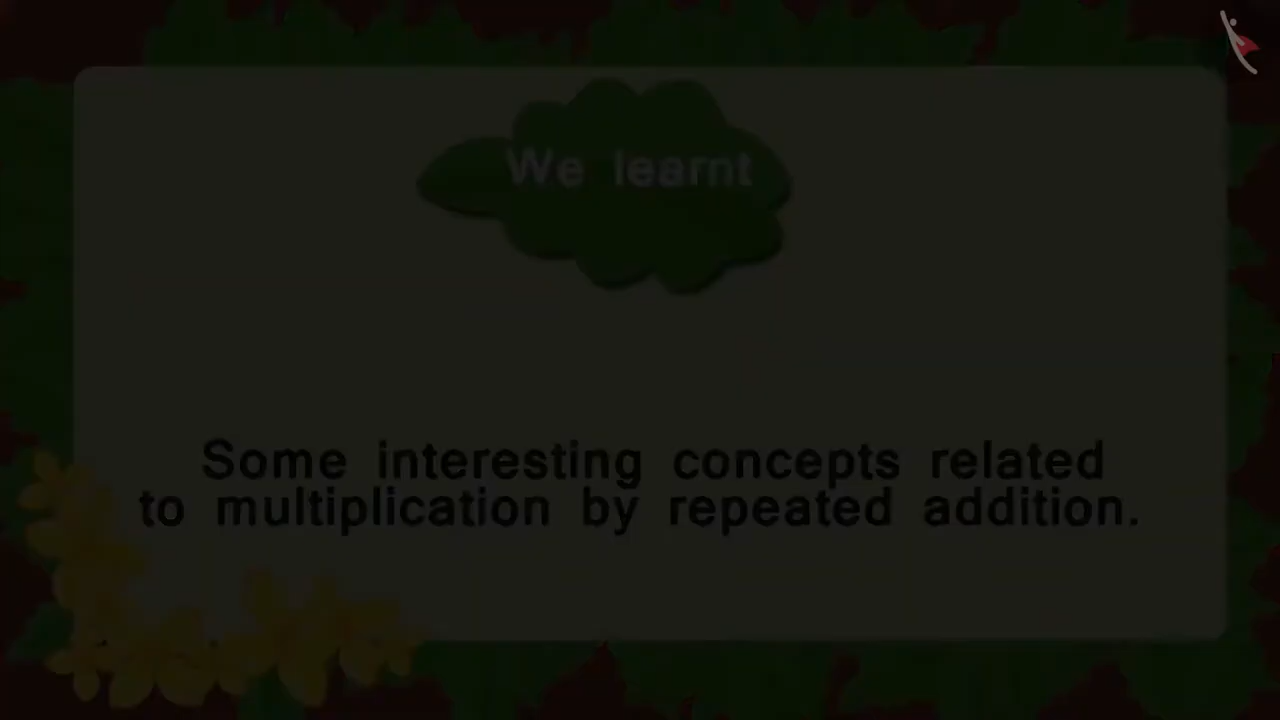 We learnt
Some interesting concepts related
to multiplication by repeated addition.